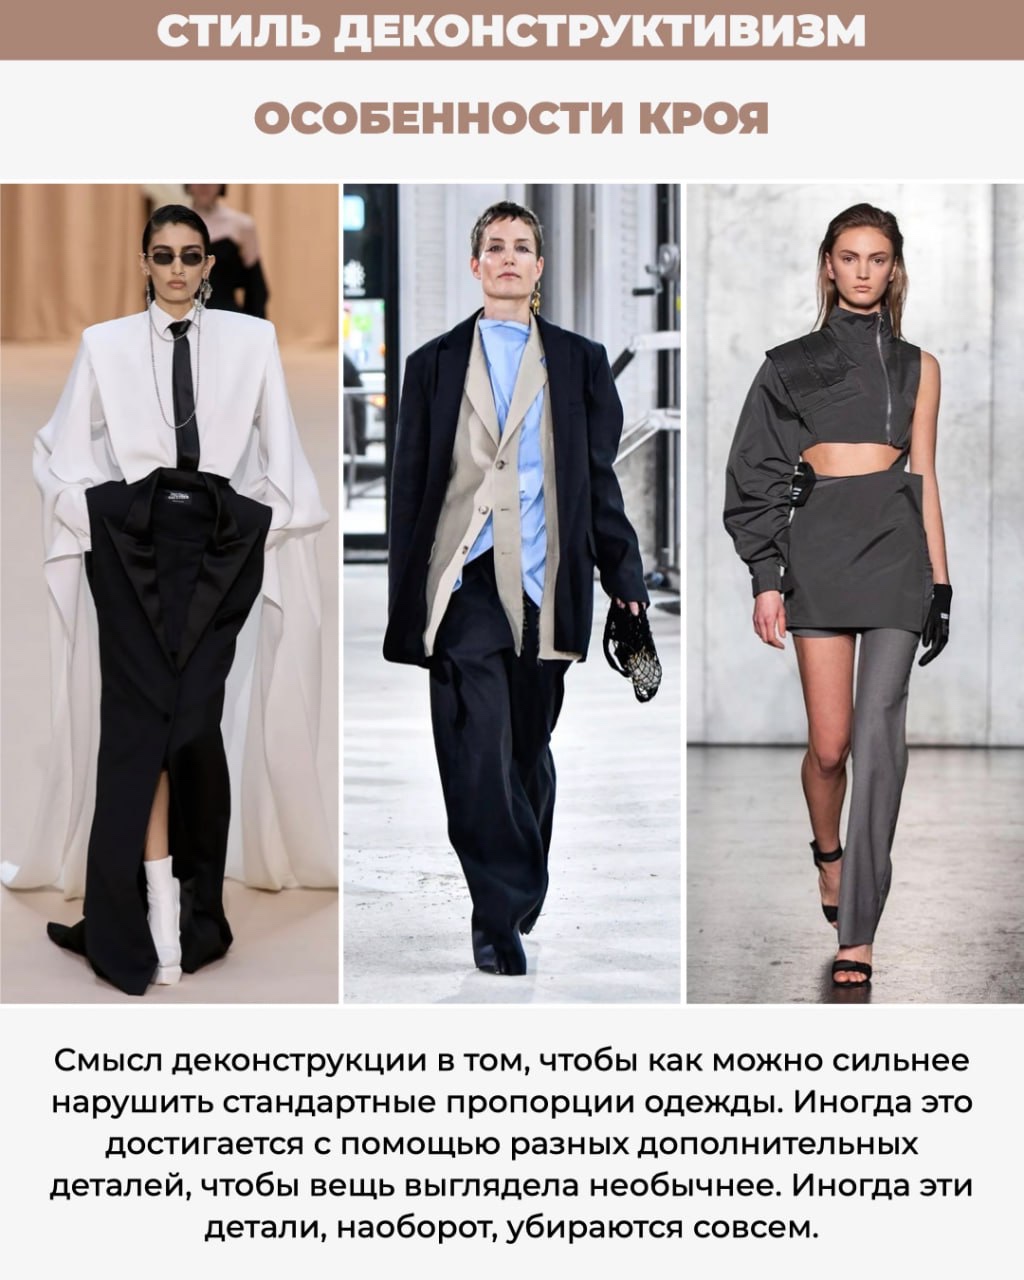 СТИЛЬ ДЕКОНСТРУКТИВИЗМ
ОСОБЕННОСТИ КРОЯ
Смысл деконструкции в том, чтобы как можно сильнее
нарушить стандартные пропорции одежды. Иногда это
достигается с помощью разных дополнительных
деталей, чтобы вещь выглядела необычнее. Иногда эти
детали, наоборот, убираются совсем.